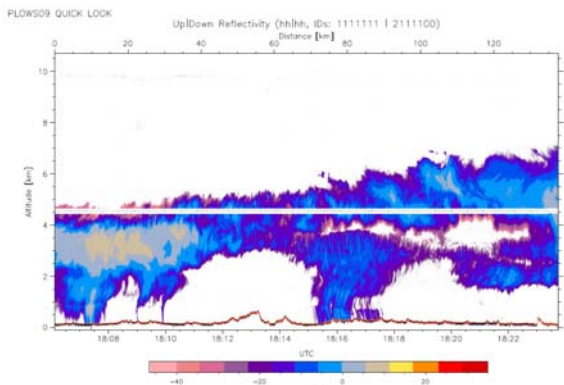 PLOWS09 QUICK LOOK
Up|Down Reflectivity (hh|hh, IDs: 1111111 | 2111100)
Distance [km]
0 20 40 60 80 100 120
10
8
6
4
2
0
Altitude [km]
18:08 18:10 18:12 18:14 18:16 18:18 18:20 18:22
UTC
-40 -20 0 20